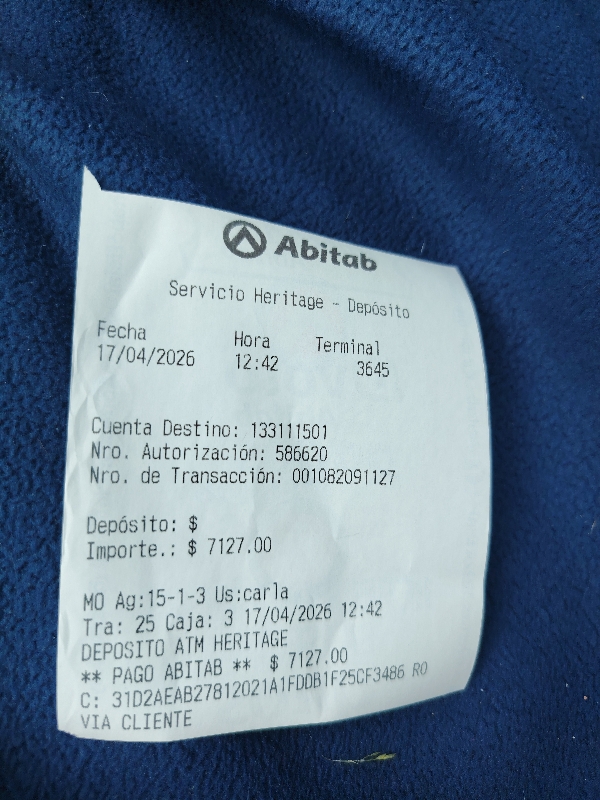 Abitab
Servicio Heritage - Depósito
Fecha Hora Terminal
17/04/2026 12:42 3645
Cuenta Destino: 133111501
Nro. Autorización: 586620
Nro. de Transacción: 001082091127
Depósito: $
Importe.: $ 7127.00
MO Ag:15-1-3 Us:carla
Tra: 25 Caja: 3 17/04/2026 12:42
DEPOSITO ATM HERITAGE
** PAGO ABITAB ** $ 7127.00
C: 31D2AEAB27812021A1FDDB1F25CF3486 RO
VIA CLIENTE